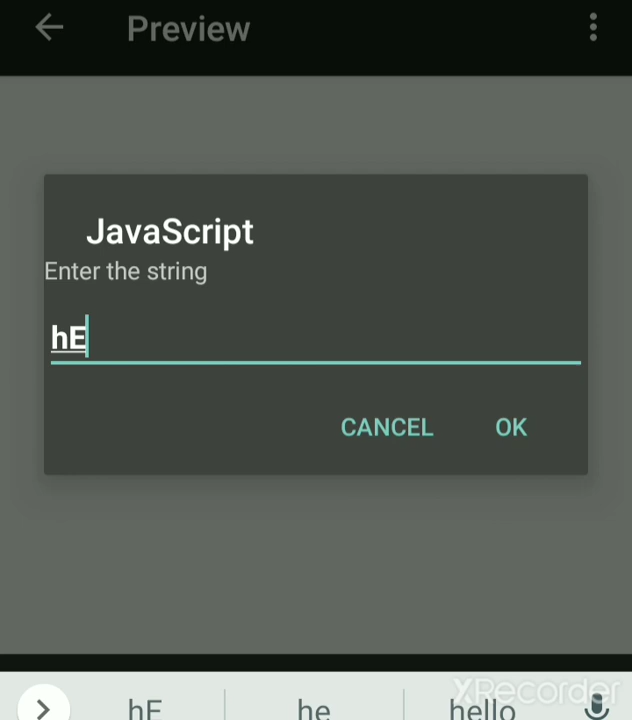 Preview
JavaScript
Enter the string
hE
CANCEL OK
XRecorder
hE he hello